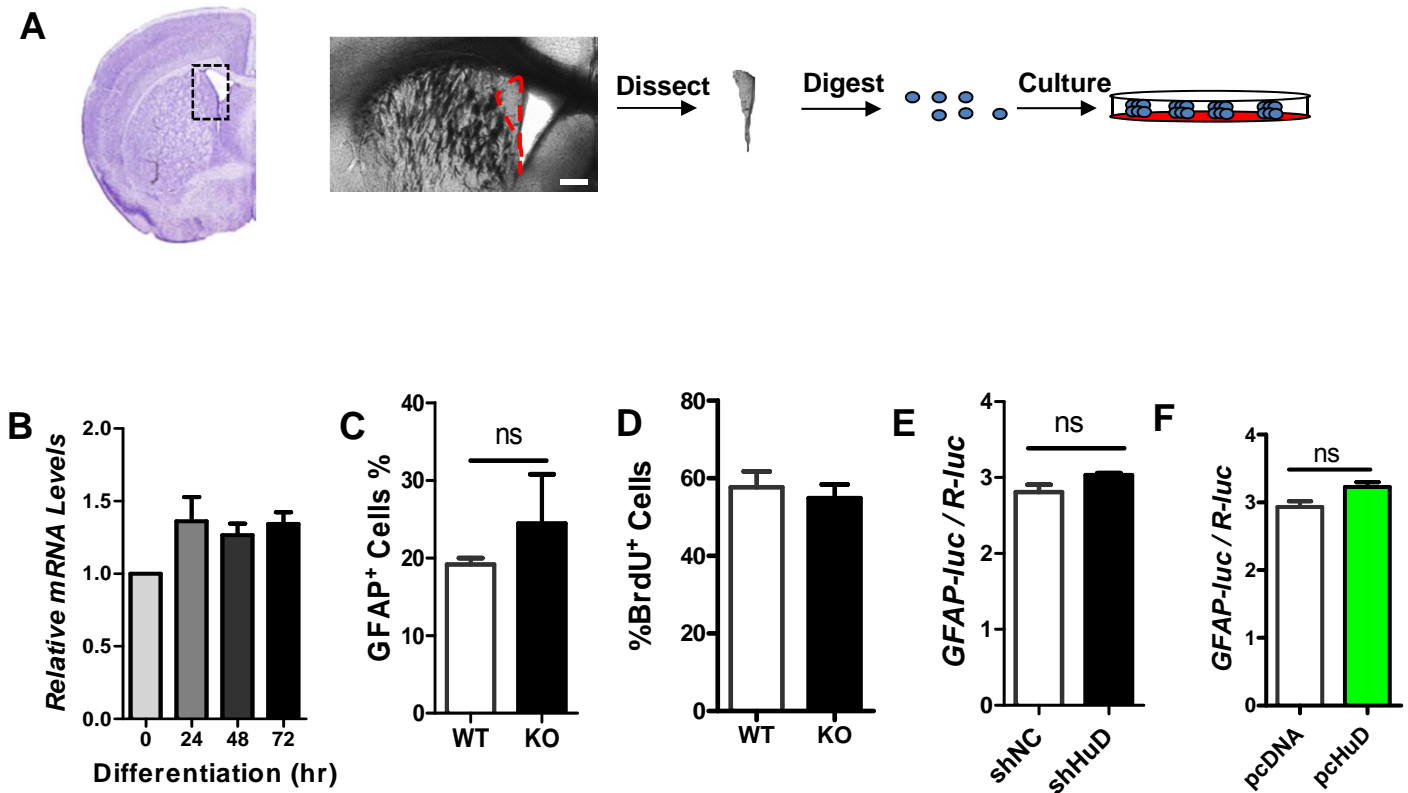 A
Dissect
Digest
Culture
B
Relative mRNA Levels
2.0
1.5
1.0
0.5
0.0
0 24 48 72
Differentiation (hr)
C
GFAP+ Cells %
40
30
20
10
0
ns
WT KO
D
%BrdU+ Cells
80
60
40
20
0
WT KO
E
GFAP-luc / R-luc
4
3
2
1
0
ns
shNC shHuD
F
GFAP-luc / R-luc
4
3
2
1
0
ns
pcDNA pcHuD